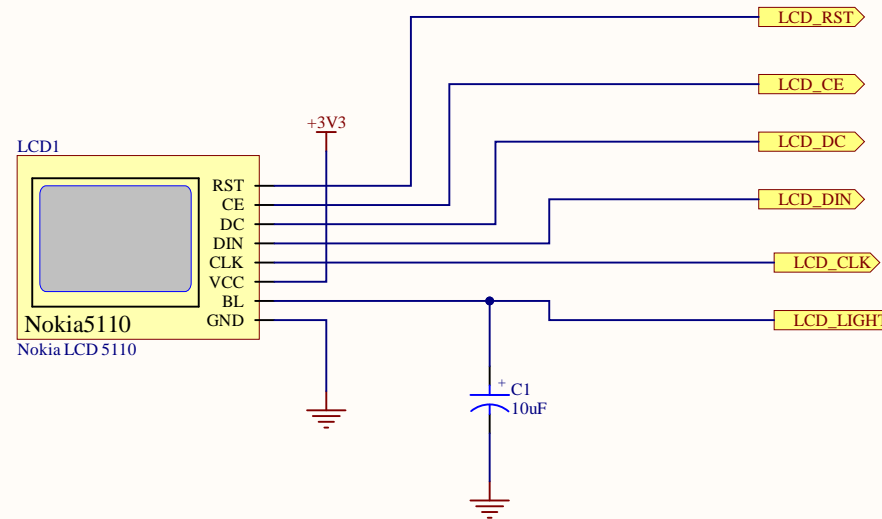 LCD_RST
LCD_CE
+3V3
LCD_DC
LCD1
RST
CE
LCD_DIN
DC
DIN
CLK
LCD_CLK
VCC
BL
Nokia5110
GND
LCD_LIGHT
Nokia LCD 5110
+
C1
10uF